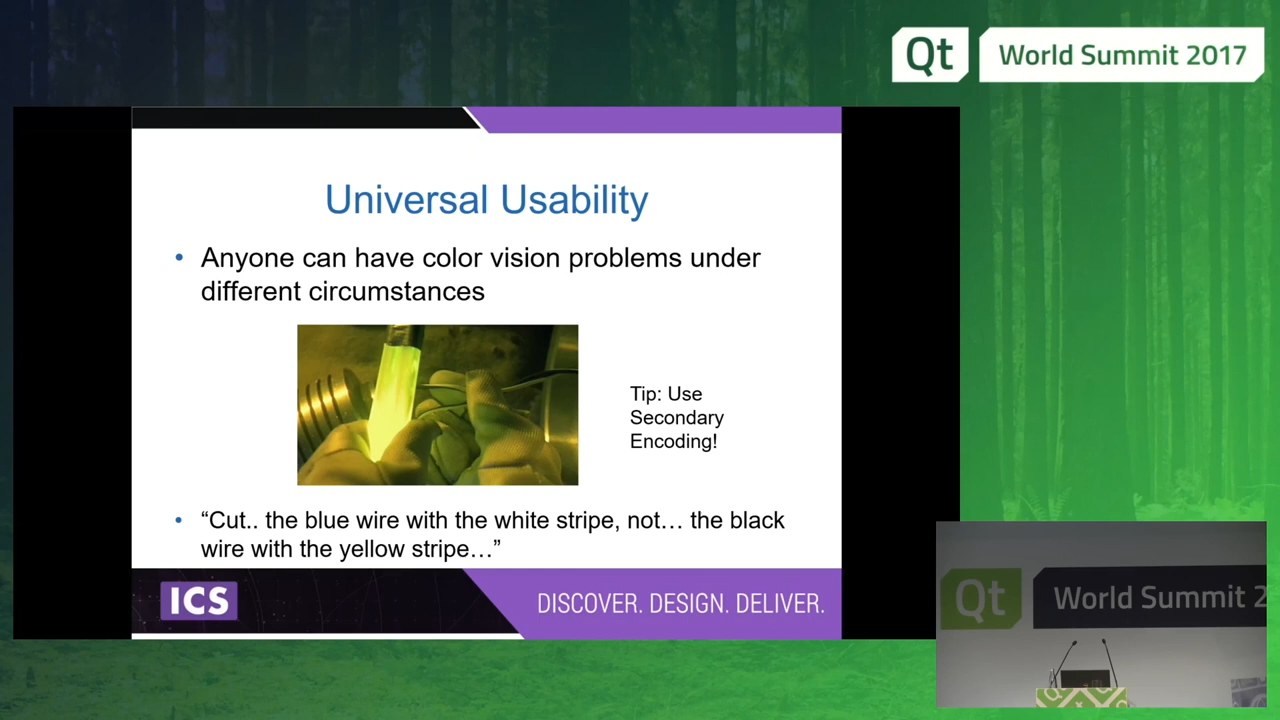 Qt World Summit 2017
Universal Usability
• Anyone can have color vision problems under
different circumstances
Tip: Use
Secondary
Encoding!
• “Cut.. the blue wire with the white stripe, not… the black
wire with the yellow stripe…”
ICS
DISCOVER. DESIGN. DELIVER.
Qt World Summit 2